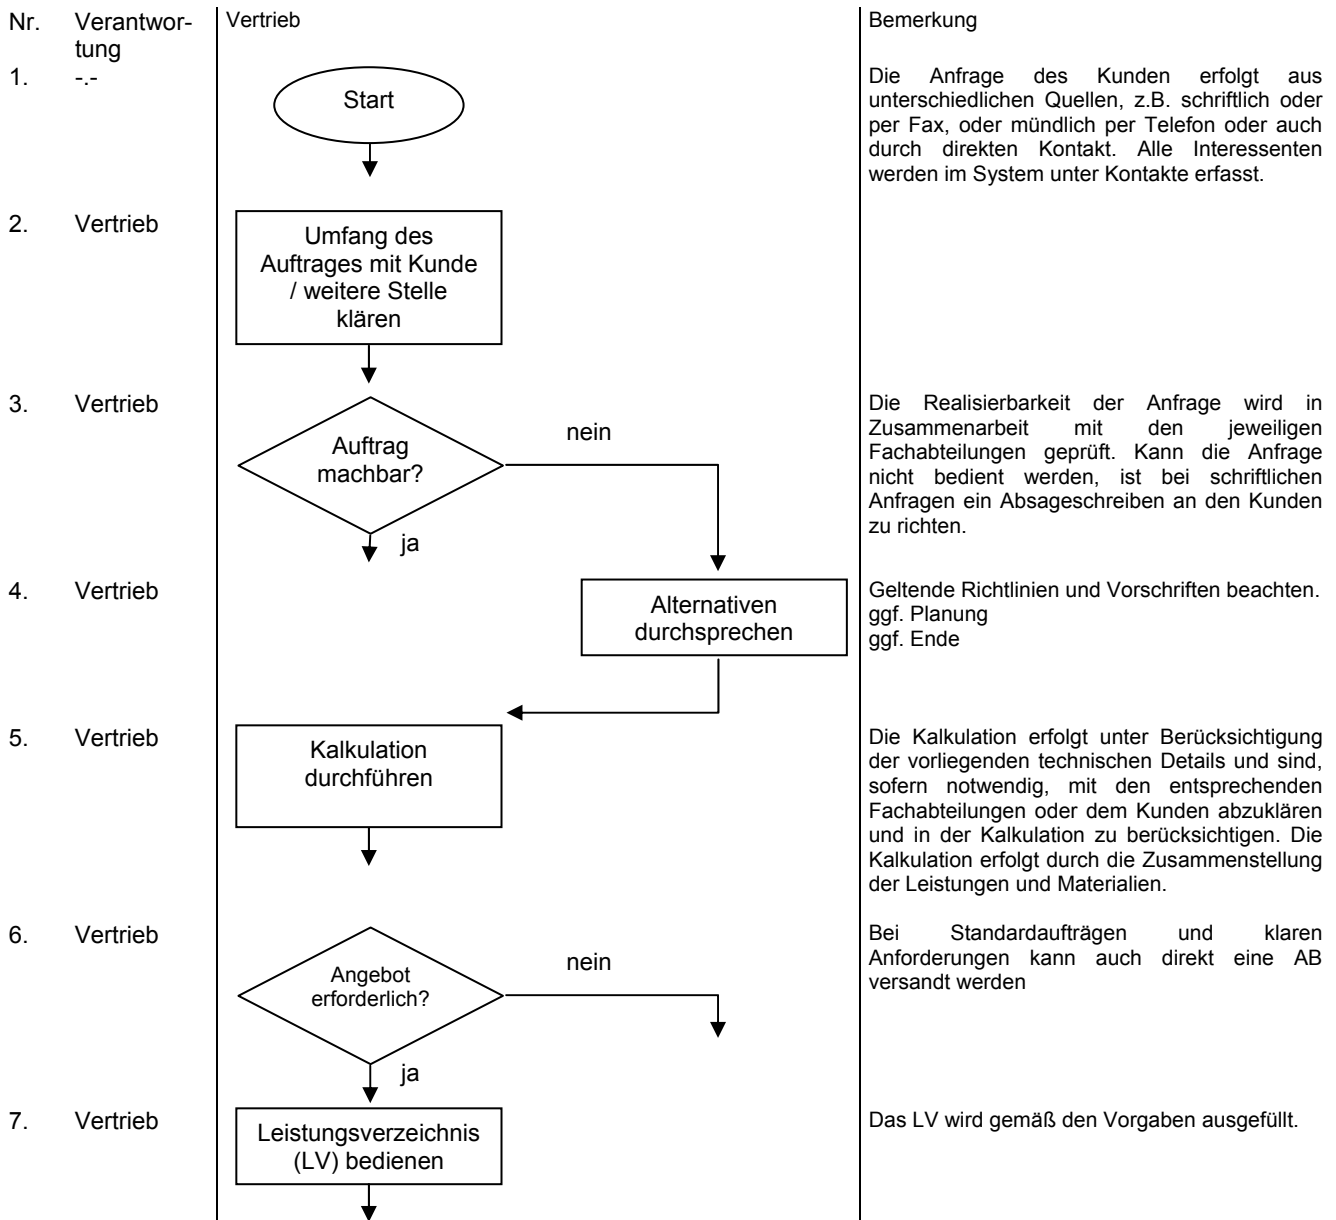 Nr. Verantwor- Vertrieb Bemerkung
tung
1. -.-
Start
Die Anfrage des Kunden erfolgt aus
unterschiedlichen Quellen, z.B. schriftlich oder
per Fax, oder mündlich per Telefon oder auch
durch direkten Kontakt. Alle Interessenten
werden im System unter Kontakte erfasst.
2. Vertrieb
Umfang des
Auftrages mit Kunde
/ weitere Stelle
klären
3. Vertrieb
Auftrag
machbar?
nein
ja
Die Realisierbarkeit der Anfrage wird in
Zusammenarbeit mit den jeweiligen
Fachabteilungen geprüft. Kann die Anfrage
nicht bedient werden, ist bei schriftlichen
Anfragen ein Absageschreiben an den Kunden
zu richten.
4. Vertrieb
Alternativen
durchsprechen
Geltende Richtlinien und Vorschriften beachten.
ggf. Planung
ggf. Ende
5. Vertrieb
Kalkulation
durchführen
Die Kalkulation erfolgt unter Berücksichtigung
der vorliegenden technischen Details und sind,
sofern notwendig, mit den entsprechenden
Fachabteilungen oder dem Kunden abzuklären
und in der Kalkulation zu berücksichtigen. Die
Kalkulation erfolgt durch die Zusammenstellung
der Leistungen und Materialien.
6. Vertrieb
Angebot
erforderlich?
nein
ja
Bei Standardaufträgen und klaren
Anforderungen kann auch direkt eine AB
versandt werden
7. Vertrieb
Leistungsverzeichnis
(LV) bedienen
Das LV wird gemäß den Vorgaben ausgefüllt.